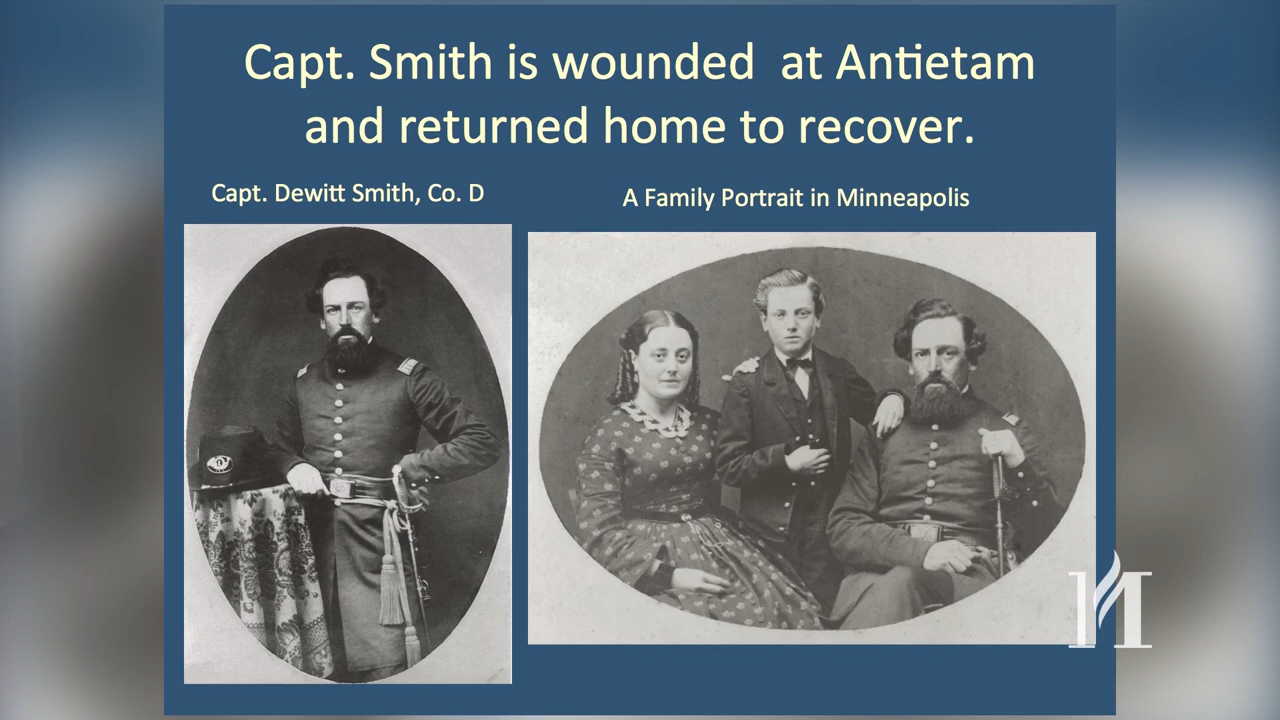 Capt. Smith is wounded  at Antietam
and returned home to recover.
Capt. Dewitt Smith, Co. D
A Family Portrait in Minneapolis